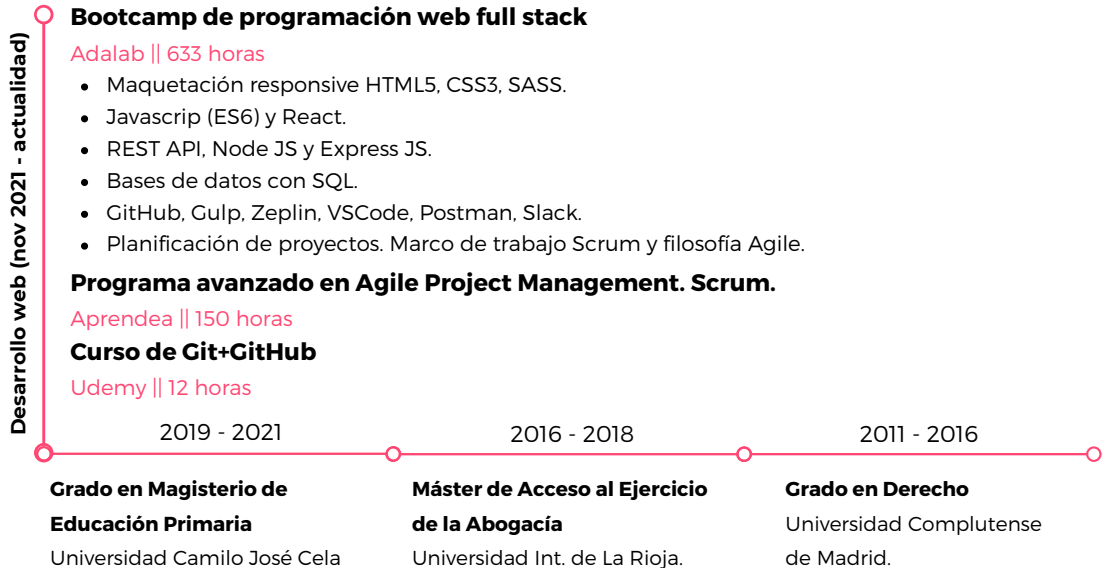 Desarrollo web (nov 2021 - actualidad)
Bootcamp de programación web full stack
Adalab || 633 horas
• Maquetación responsive HTML5, CSS3, SASS.
• Javascrip (ES6) y React.
• REST API, Node JS y Express JS.
• Bases de datos con SQL.
• GitHub, Gulp, Zeplin, VSCode, Postman, Slack.
• Planificación de proyectos. Marco de trabajo Scrum y filosofía Agile.
Programa avanzado en Agile Project Management. Scrum.
Aprendea || 150 horas
Curso de Git+GitHub
Udemy || 12 horas
2019 - 2021
Grado en Magisterio de
Educación Primaria
Universidad Camilo José Cela
2016 - 2018
Máster de Acceso al Ejercicio
de la Abogacía
Universidad Int. de La Rioja.
2011 - 2016
Grado en Derecho
Universidad Complutense
de Madrid.